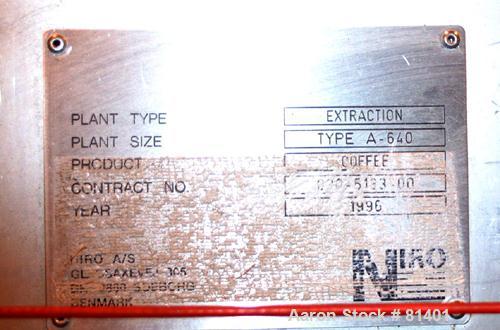 PLANT TYPE EXTRACTION
PLANT SIZE TYPE A-640
PRODUCT COFFEE
CONTRACT NO.
YEAR 1996
NIRO A/S
305
DENMARK
NIRO
Aaron Stock # 81401